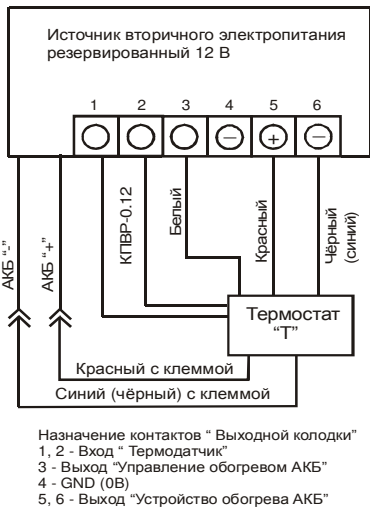 Источник вторичного электропитания
резервированный 12 В
1 2 3 4 5 6
− + −
АКБ “-”
АКБ “+”
КПВР-0.12
Белый
Красный
Чёрный
(синий)
Термостат
“Т”
Красный с клеммой
Синий (чёрный) с клеммой
Назначение контактов “ Выходной колодки”
1, 2 - Вход “ Термодатчик”
3 - Выход “Управление обогревом АКБ”
4 - GND (0В)
5, 6 - Выход “Устройство обогрева АКБ”